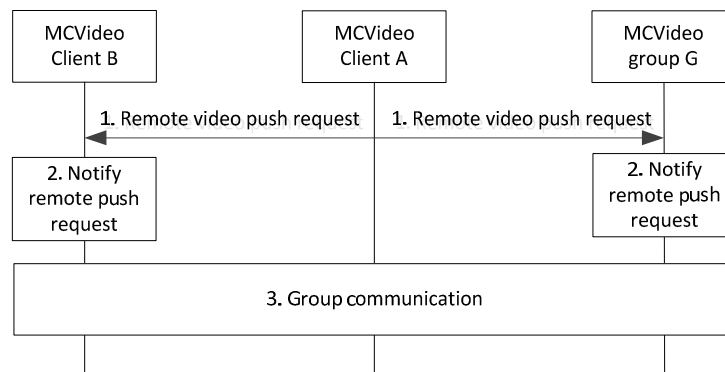 MCVideo
Client B
MCVideo
Client A
MCVideo
group G
1. Remote video push request
1. Remote video push request
2. Notify
remote push
request
2. Notify
remote push
request
3. Group communication